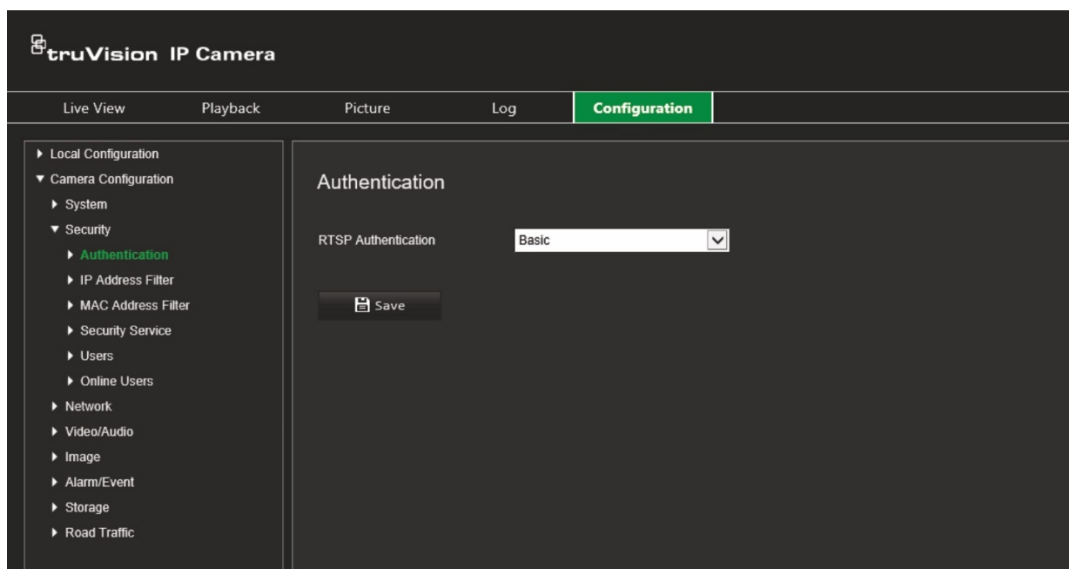 truVision IP Camera
Live View Playback Picture Log Configuration
Local Configuration
Camera Configuration
System
Security
Authentication
IP Address Filter
MAC Address Filter
Security Service
Users
Online Users
Network
Video/Audio
Image
Alarm/Event
Storage
Road Traffic
Authentication
RTSP Authentication Basic
Save